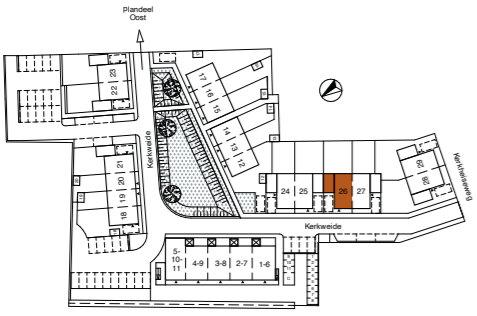 Plandeel
Oost
23
22
17
16
15
14
13
12
Kerkweide
21
20
19
18
24 25 26 27
29
28
Kerkheiseweg
Kerkweide
5-
10-
11
4-9 3-8 2-7 1-6